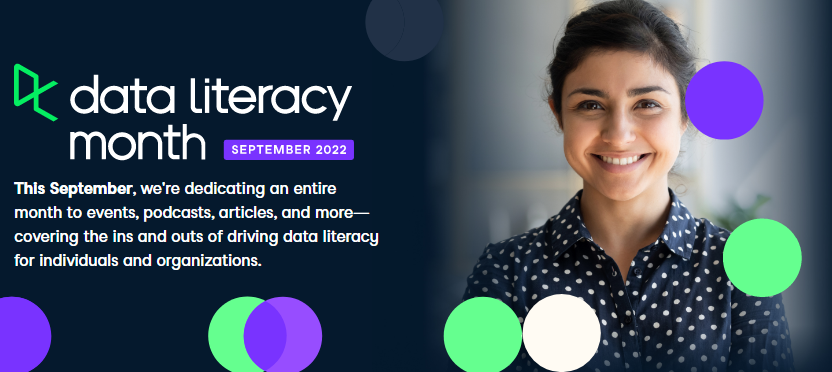 data literacy
month SEPTEMBER 2022
This September, we're dedicating an entire
month to events, podcasts, articles, and more—
covering the ins and outs of driving data literacy
for individuals and organizations.